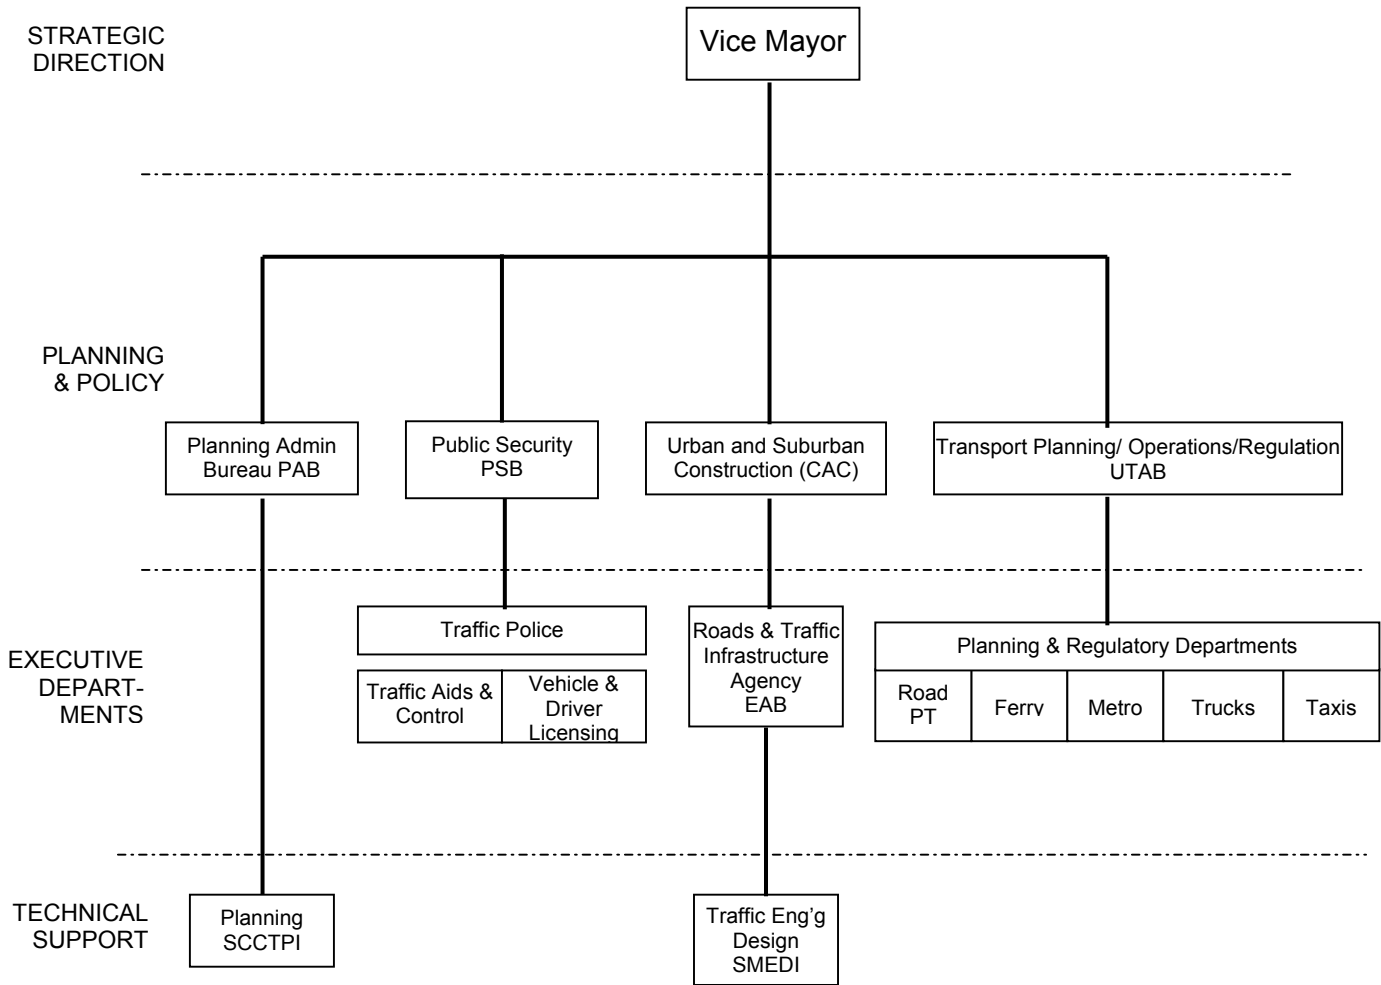 STRATEGIC
DIRECTION
Vice Mayor
PLANNING
& POLICY
Planning Admin
Bureau PAB
Public Security
PSB
Urban and Suburban
Construction (CAC)
Transport Planning/ Operations/Regulation
UTAB
EXECUTIVE
DEPART-
MENTS
Traffic Police
Traffic Aids &
Control
Vehicle &
Driver
Licensing
Roads & Traffic
Infrastructure
Agency
EAB
Planning & Regulatory Departments
Road
PT
Ferry
Metro
Trucks
Taxis
TECHNICAL
SUPPORT
Planning
SCCTPI
Traffic Eng’g
Design
SMEDI